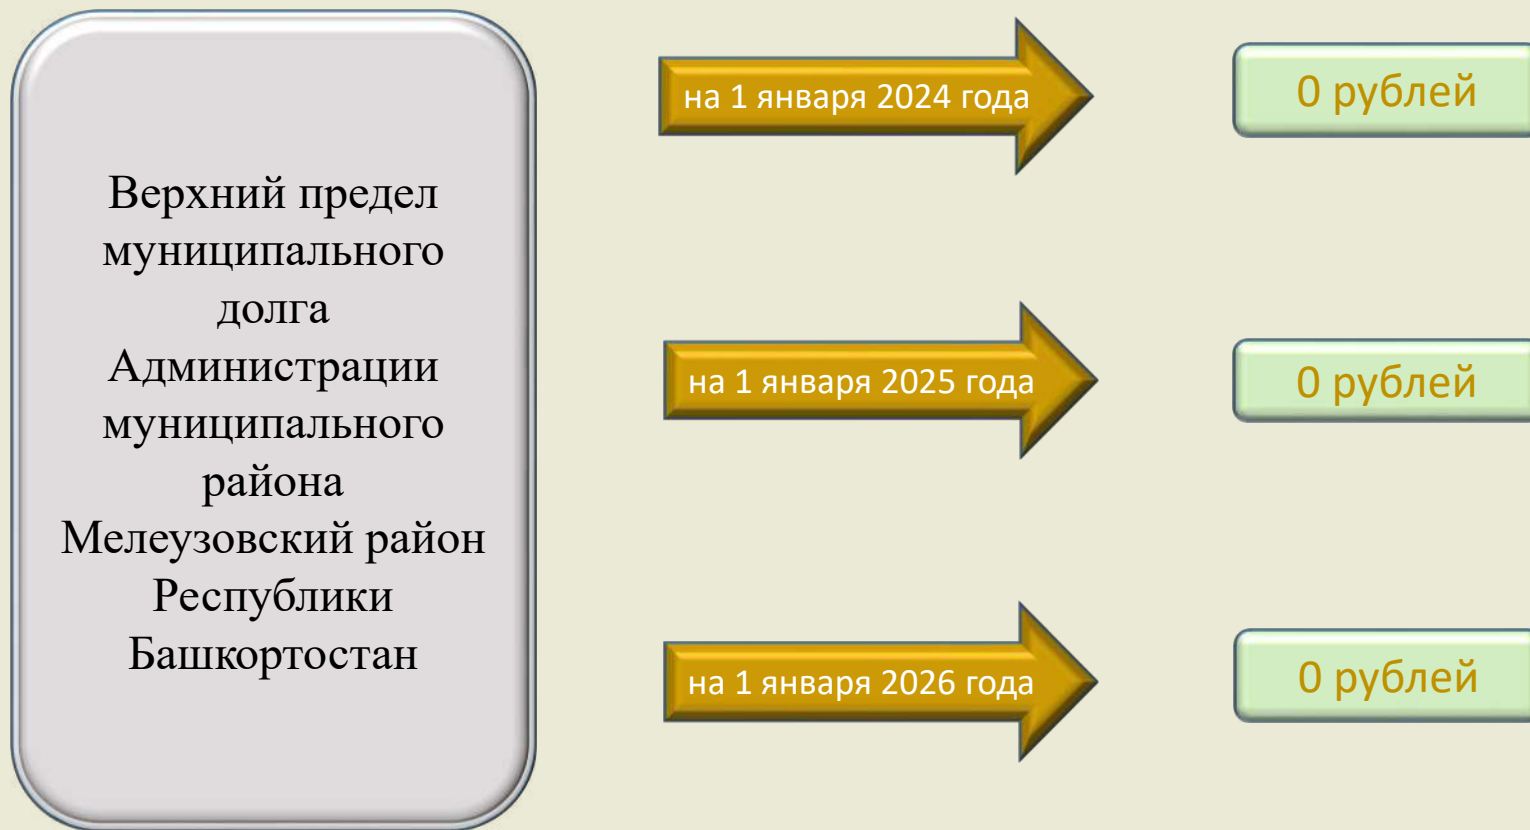 Верхний предел
муниципального
долга
Администрации
муниципального
района
Мелеузовский район
Республики
Башкортостан
на 1 января 2024 года
0 рублей
на 1 января 2025 года
0 рублей
на 1 января 2026 года
0 рублей